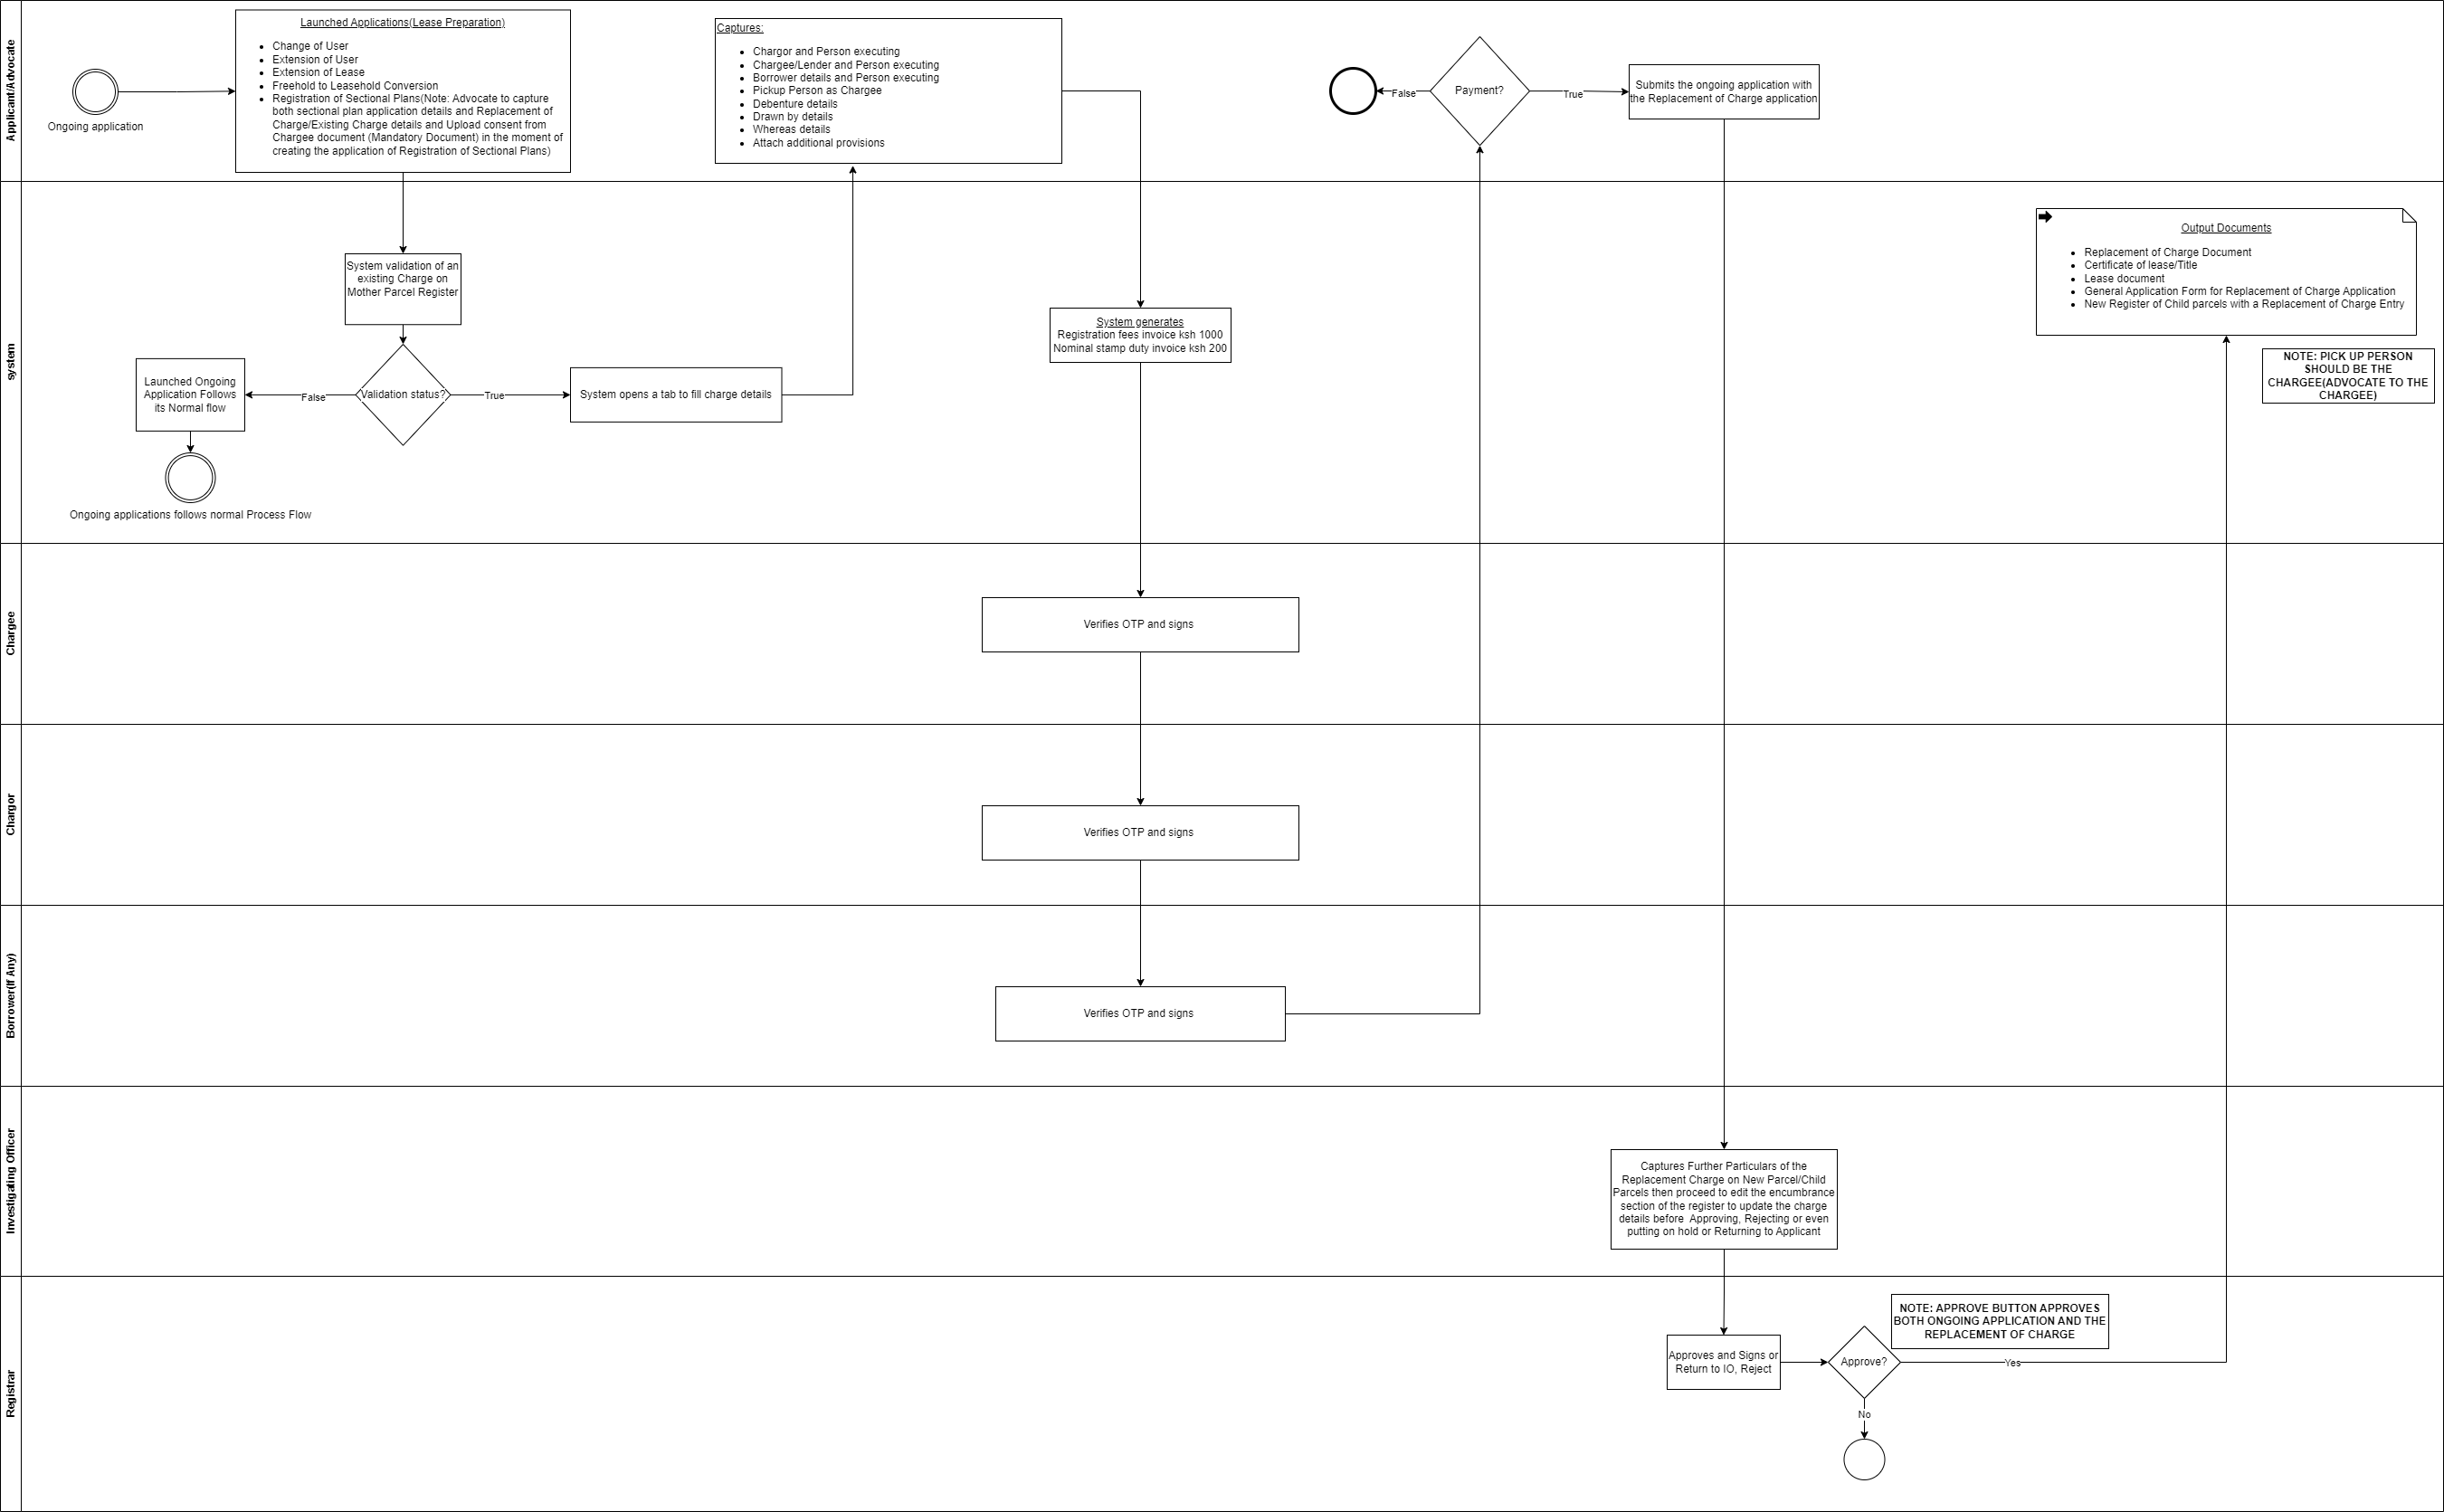 Applicant/Advocate
Ongoing application
Launched Applications(Lease Preparation)
Change of User
Extension of User
Extension of Lease
Freehold to Leasehold Conversion
Registration of Sectional Plans(Note: Advocate to capture
both sectional plan application details and Replacement of
Charge/Existing Charge details and Upload consent from
Chargee document (Mandatory Document) in the moment of
creating the application of Registration of Sectional Plans)
Captures:
Chargor and Person executing
Chargee/Lender and Person executing
Borrower details and Person executing
Pickup Person as Chargee
Debenture details
Drawn by details
Whereas details
Attach additional provisions
False
Payment?
True
Submits the ongoing application with
the Replacement of Charge application
system
System validation of an
existing Charge on
Mother Parcel Register
Launched Ongoing
Application Follows
its Normal flow
False
Validation status?
True
System opens a tab to fill charge details
Ongoing applications follows normal Process Flow
System generates
Registration fees invoice ksh 1000
Nominal stamp duty invoice ksh 200
Output Documents
Replacement of Charge Document
Certificate of lease/Title
Lease document
General Application Form for Replacement of Charge Application
New Register of Child parcels with a Replacement of Charge Entry
NOTE: PICK UP PERSON
SHOULD BE THE
CHARGEE(ADVOCATE TO THE
CHARGEE)
Chargee
Verifies OTP and signs
Chargor
Verifies OTP and signs
Borrower(If Any)
Verifies OTP and signs
Investigating Officer
Captures Further Particulars of the
Replacement Charge on New Parcel/Child
Parcels then proceed to edit the encumbrance
section of the register to update the charge
details before Approving, Rejecting or even
putting on hold or Returning to Applicant
Registrar
Approves and Signs or
Return to IO, Reject
Approve?
NOTE: APPROVE BUTTON APPROVES
BOTH ONGOING APPLICATION AND THE
REPLACEMENT OF CHARGE
Yes
No